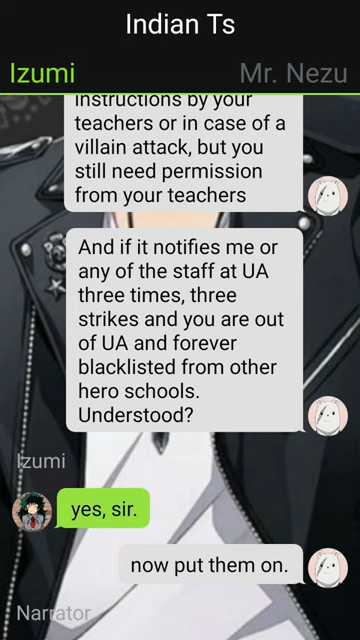 Indian Ts
Izumi
Mr. Nezu
instructions by your
teachers or in case of a
villain attack, but you
still need permission
from your teachers
And if it notifies me or
any of the staff at UA
three times, three
strikes and you are out
of UA and forever
blacklisted from other
hero schools.
Understood?
Izumi
yes, sir.
now put them on.
Narrator